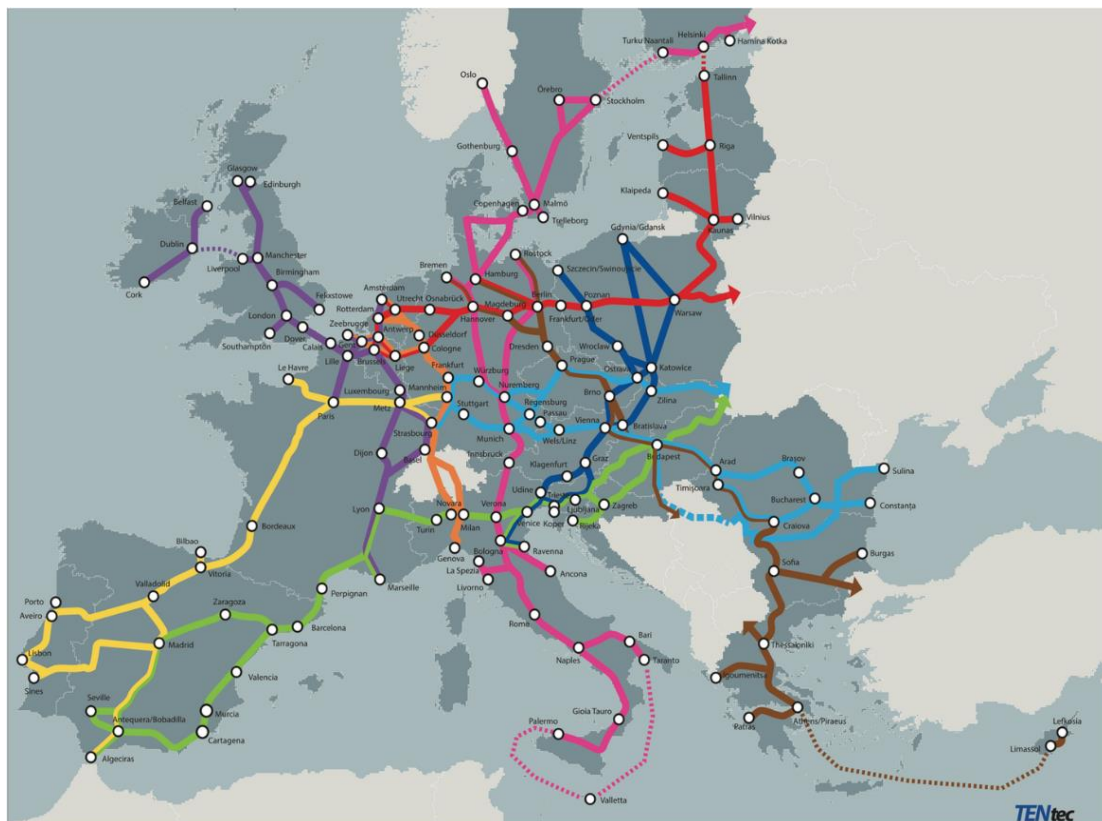 Turku Naantali
Helsinki
Hamina Kotka
Tallinn
Oslo
Örebro
Stockholm
Ventspils
Riga
Gothenburg
Glasgow
Edinburgh
Klaipeda
Vilnius
Kaunas
Belfast
Copenhagen
Malmö
Trelleborg
Gdynia/Gdansk
Dublin
Manchester
Liverpool
Rostock
Bremen
Hamburg
Szczecin/Swinoujscie
Cork
Birmingham
Felixstowe
Amsterdam
Utrecht
Osnabrück
Rotterdam
Magdeburg
Berlin
Poznan
London
Zeebrugge
Hannover
Frankfurt/Oder
Warsaw
Dover
Antwerp
Düsseldorf
Southampton
Calais
Gent
Cologne
Wroclaw
Lille
Brussels
Liège
Dresden
Prague
Katowice
Le Havre
Frankfurt
Ostrava
Würzburg
Luxembourg
Mannheim
Nuremberg
Brno
Zilina
Paris
Metz
Stuttgart
Regensburg
Passau
Vienna
Strasbourg
Bratislava
Munich
Wels/Linz
Dijon
Basel
Innsbruck
Graz
Budapest
Klagenfurt
Arad
Brașov
Sulina
Timișoara
Udine
Trieste
Lyon
Novara
Verona
Ljubljana
Zagreb
Bucharest
Constanța
Turin
Milan
Venice
Koper
Rijeka
Craiova
Bordeaux
Bologna
Ravenna
Bilbao
Genova
Sofia
Burgas
La Spezia
Ancona
Vitoria
Marseille
Livorno
Valladolid
Porto
Zaragoza
Perpignan
Aveiro
Rome
Barcelona
Bari
Madrid
Tarragona
Thessaloniki
Naples
Taranto
Lisbon
Valencia
Igoumenitsa
Sines
Seville
Murcia
Gioia Tauro
Athens/Piraeus
Patras
Antequera/Bobadilla
Palermo
Lefkosia
Cartagena
Limassol
Algeciras
Valletta
TENtec